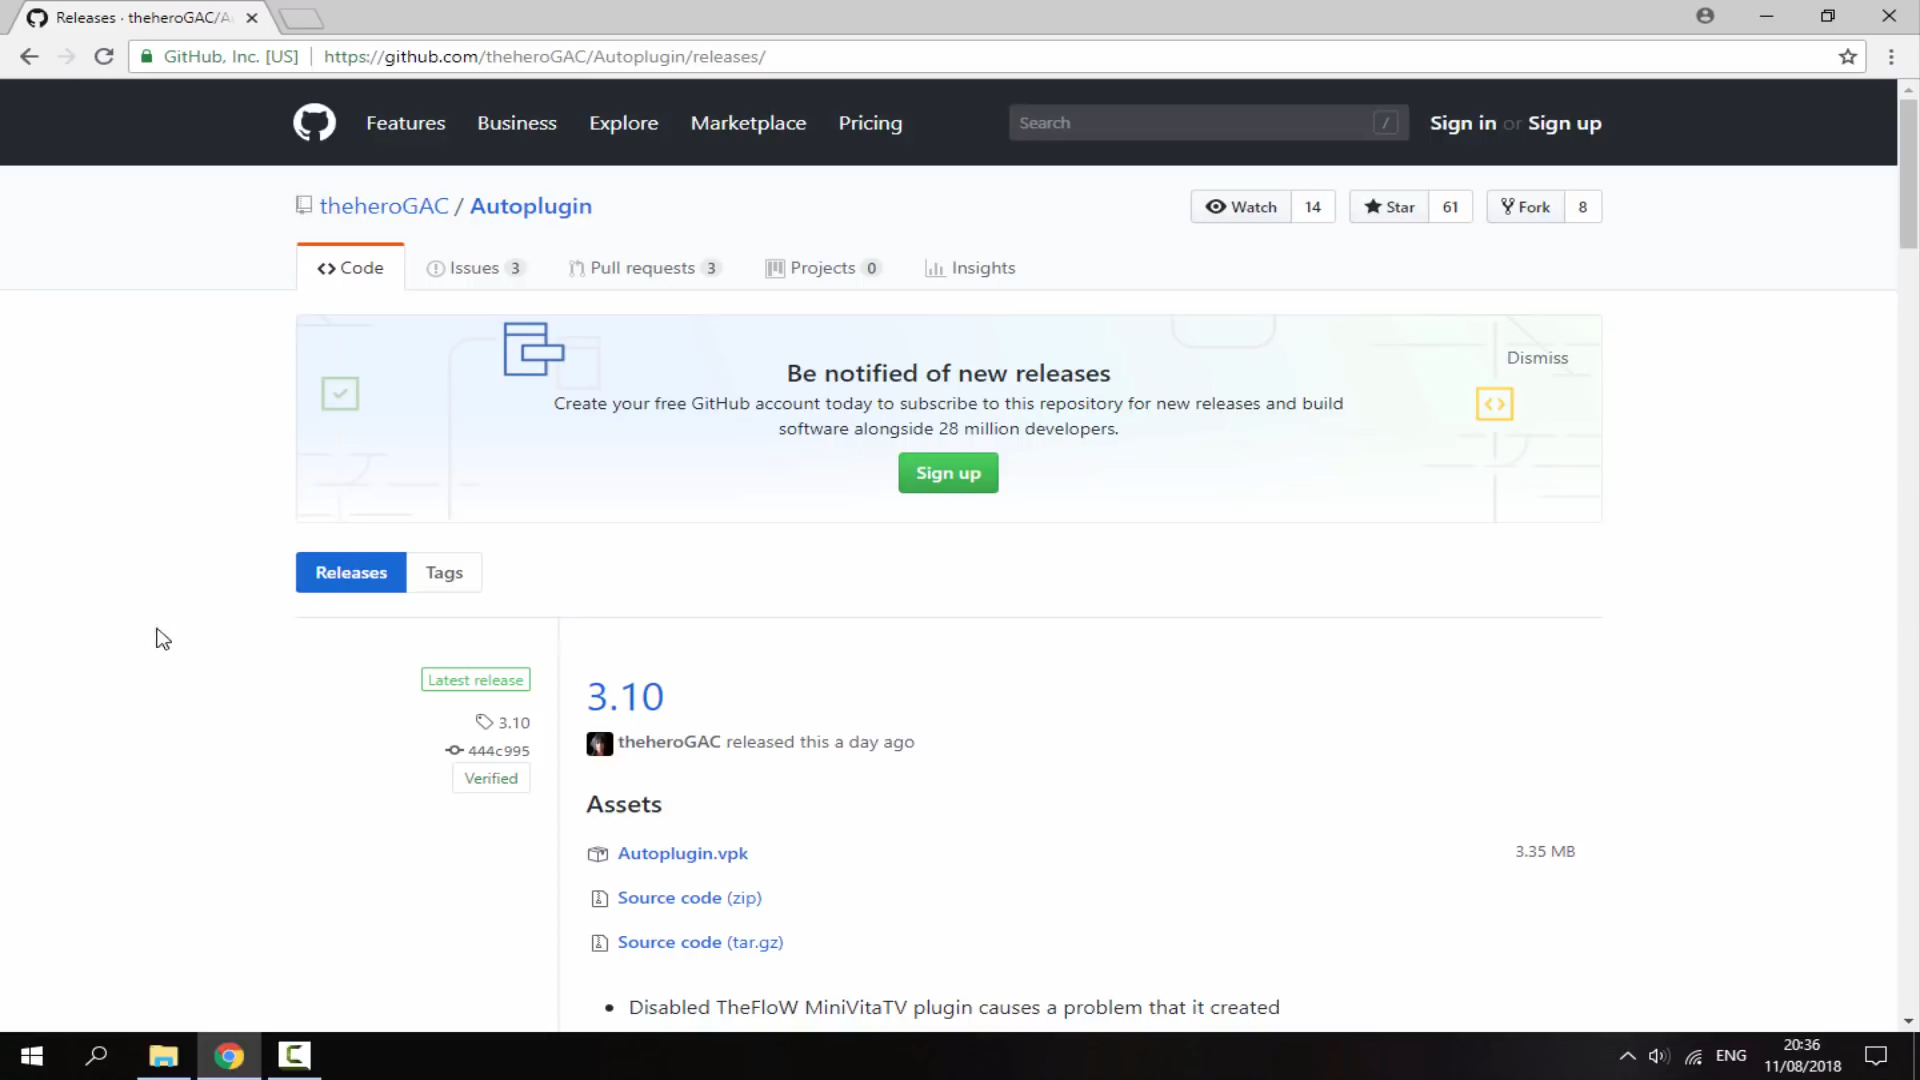 Releases · theheroGAC/A
GitHub, Inc. [US] https://github.com/theheroGAC/Autoplugin/releases/
Features Business Explore Marketplace Pricing Search / Sign in or Sign up
theheroGAC / Autoplugin Watch 14 Star 61 Fork 8
Code Issues 3 Pull requests 3 Projects 0 Insights
Dismiss
Be notified of new releases
Create your free GitHub account today to subscribe to this repository for new releases and build
software alongside 28 million developers.
Sign up
Releases Tags
Latest release
3.10
444c995
Verified
3.10
theheroGAC released this a day ago
Assets
Autoplugin.vpk 3.35 MB
Source code (zip)
Source code (tar.gz)
• Disabled TheFloW MiniVitaTV plugin causes a problem that it created
ENG 20:36
11/08/2018